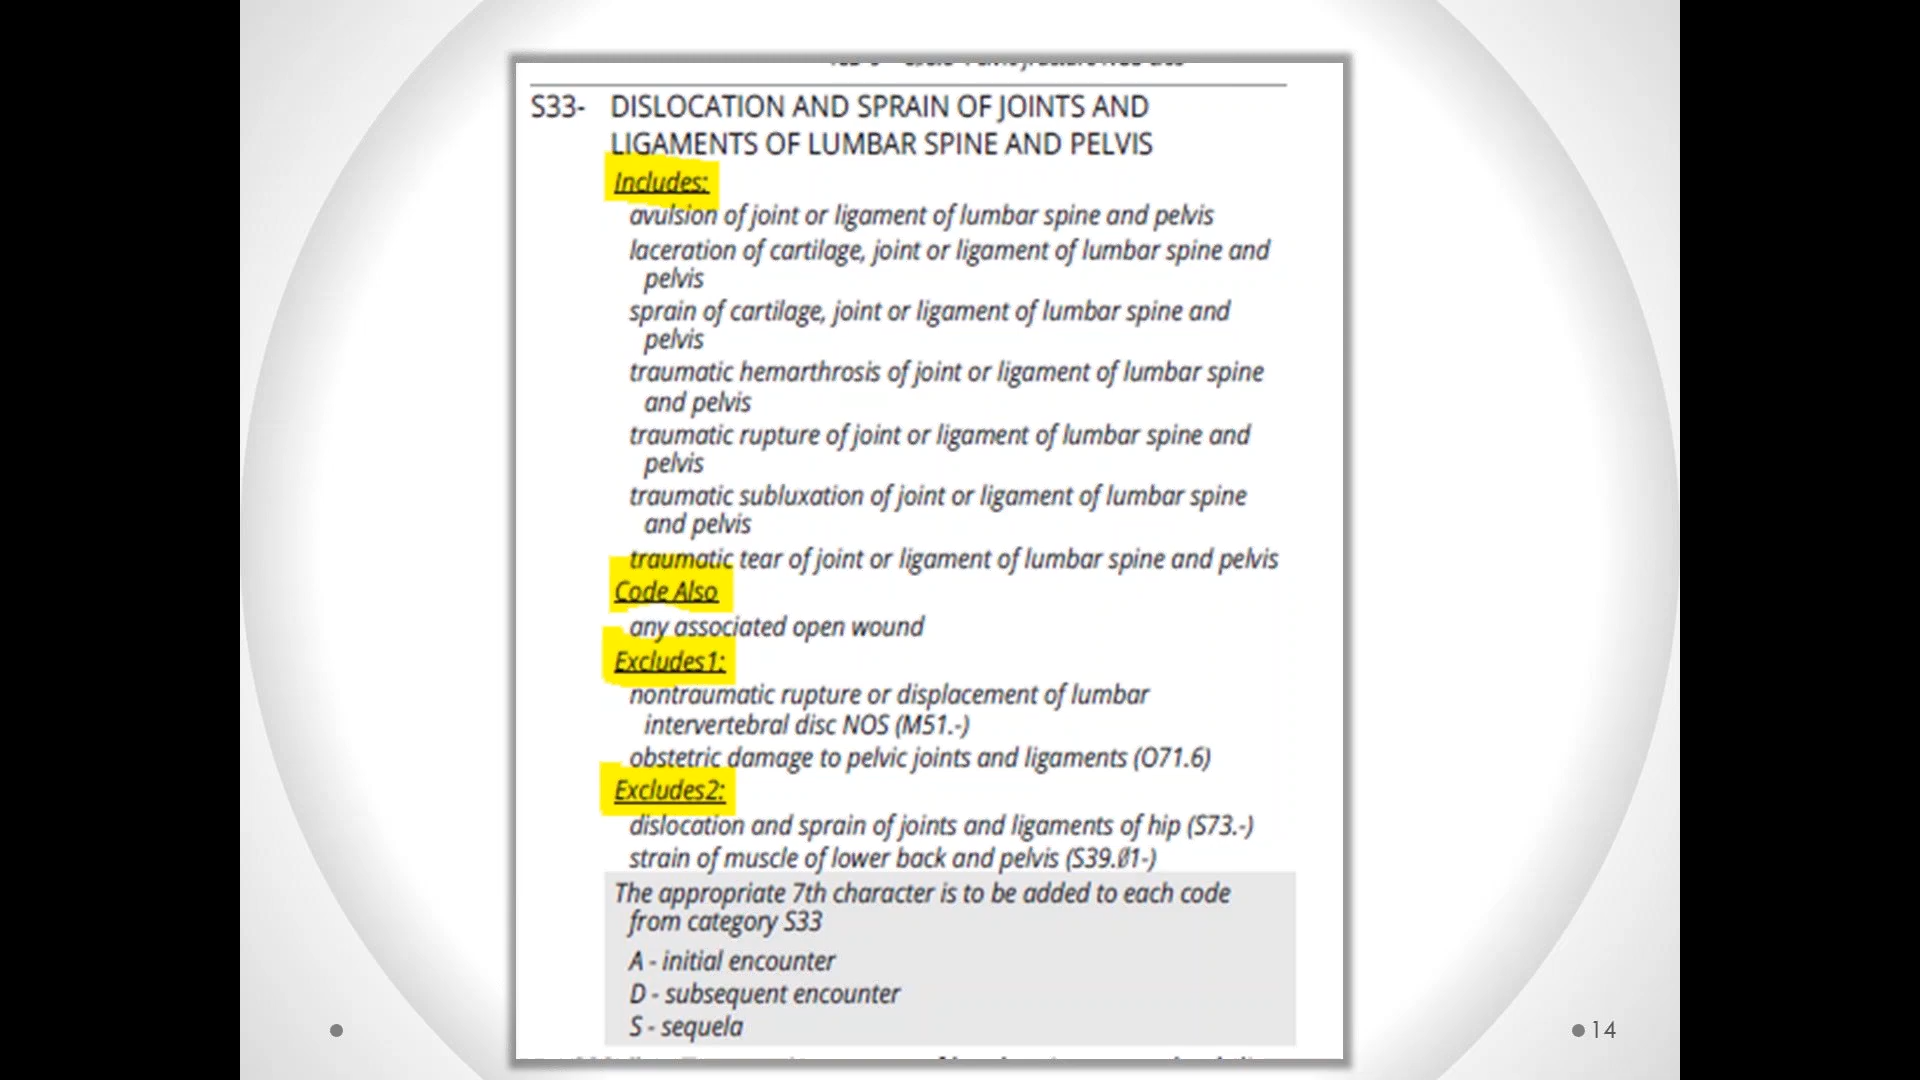 S33- DISLOCATION AND SPRAIN OF JOINTS AND
LIGAMENTS OF LUMBAR SPINE AND PELVIS
Includes:
avulsion of joint or ligament of lumbar spine and pelvis
laceration of cartilage, joint or ligament of lumbar spine and
pelvis
sprain of cartilage, joint or ligament of lumbar spine and
pelvis
traumatic hemarthrosis of joint or ligament of lumbar spine
and pelvis
traumatic rupture of joint or ligament of lumbar spine and
pelvis
traumatic subluxation of joint or ligament of lumbar spine
and pelvis
traumatic tear of joint or ligament of lumbar spine and pelvis
Code Also
any associated open wound
Excludes1:
nontraumatic rupture or displacement of lumbar
intervertebral disc NOS (M51.-)
obstetric damage to pelvic joints and ligaments (O71.6)
Excludes2:
dislocation and sprain of joints and ligaments of hip (S73.-)
strain of muscle of lower back and pelvis (S39.Ø1-)
The appropriate 7th character is to be added to each code
from category S33
A - initial encounter
D - subsequent encounter
S - sequela
14